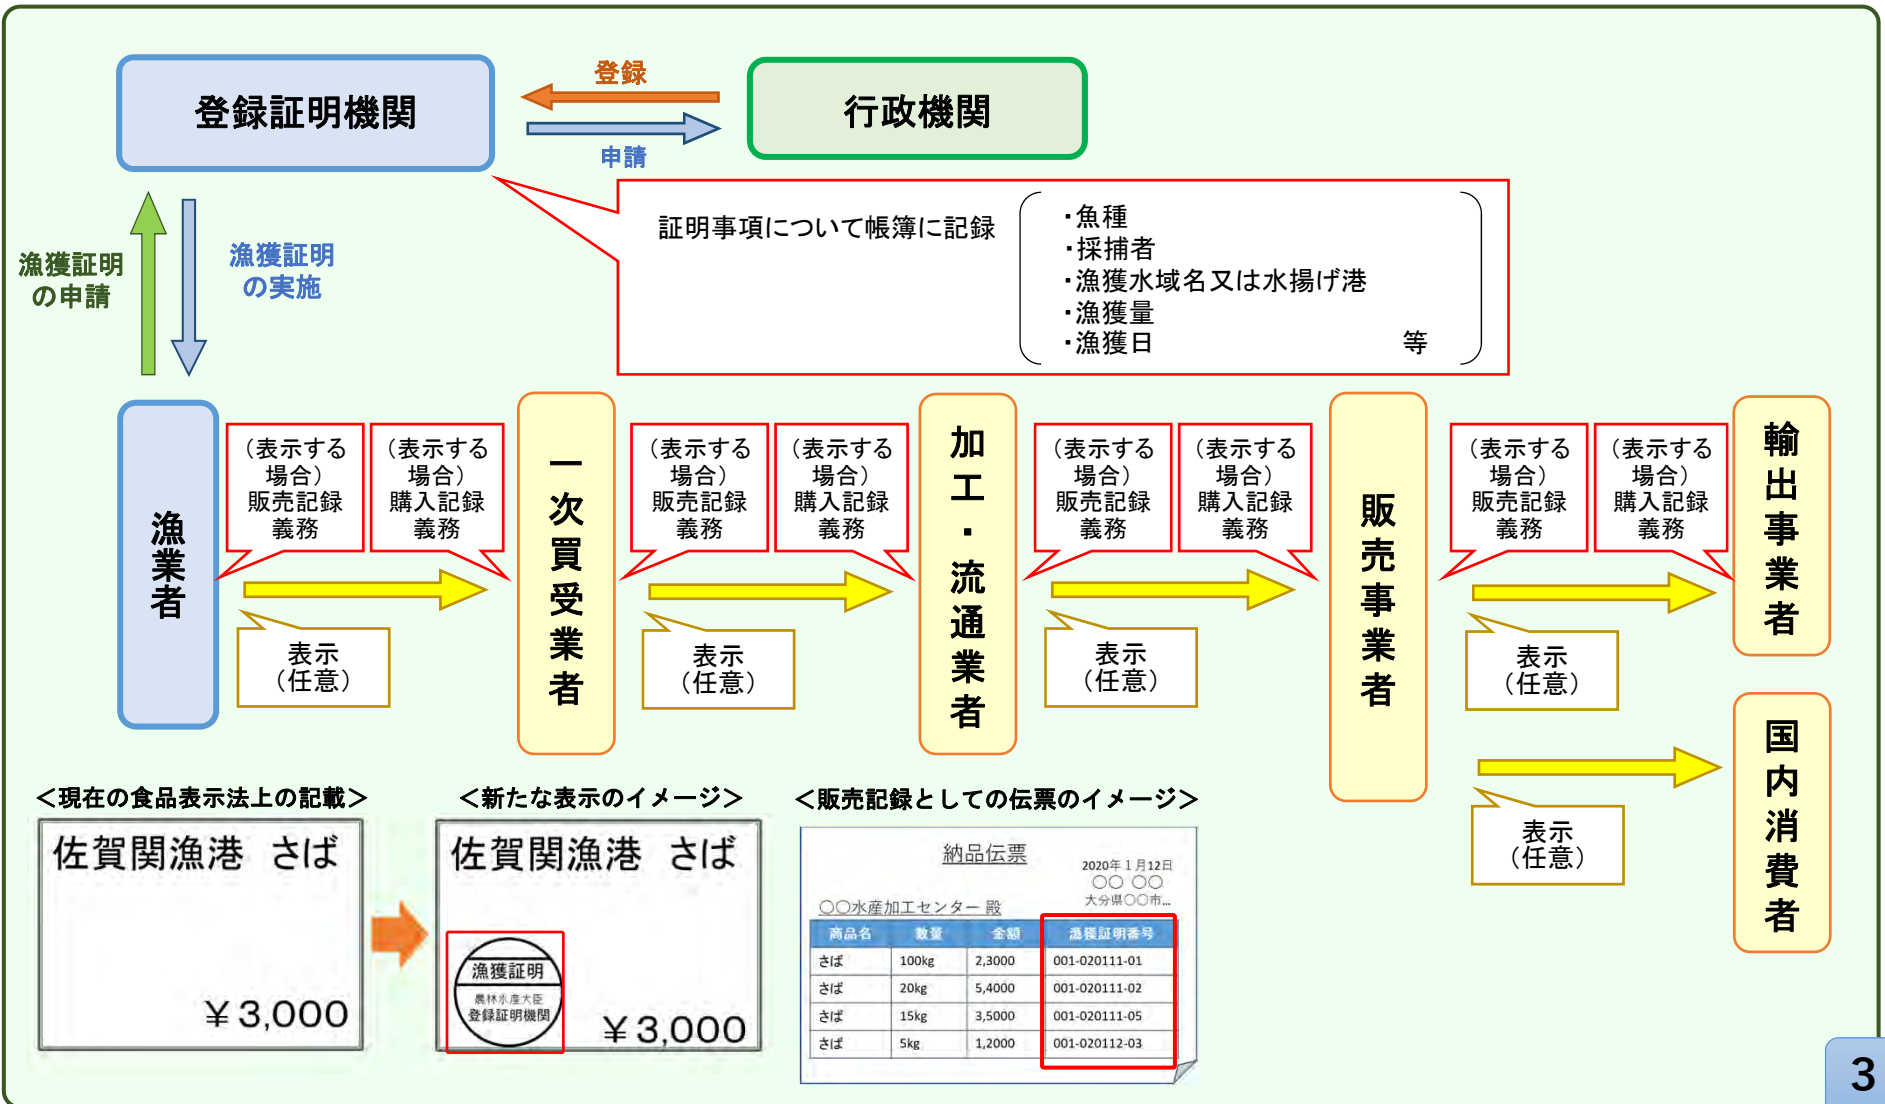 登録証明機関
登録
申請
行政機関
証明事項について帳簿に記録
・魚種
・採捕者
・漁獲水域名又は水揚げ港
・漁獲量
・漁獲日 等
漁獲証明
の申請
漁獲証明
の実施
漁業者
(表示する
場合)
販売記録
義務
(表示する
場合)
購入記録
義務
表示
(任意)
一次買受業者
(表示する
場合)
販売記録
義務
(表示する
場合)
購入記録
義務
表示
(任意)
加工・流通業者
(表示する
場合)
販売記録
義務
(表示する
場合)
購入記録
義務
表示
(任意)
販売事業者
(表示する
場合)
販売記録
義務
(表示する
場合)
購入記録
義務
表示
(任意)
輸出事業者
表示
(任意)
国内消費者
<現在の食品表示法上の記載>
佐賀関漁港 さば
¥3,000
<新たな表示のイメージ>
佐賀関漁港 さば
漁獲証明
農林水産大臣
登録証明機関
¥3,000
<販売記録としての伝票のイメージ>
納品伝票
2020年1月12日
○○ ○○
大分県○○市...
○○水産加工センター 殿
商品名 数量 金額 漁獲証明番号
さば 100kg 2,3000 001-020111-01
さば 20kg 5,4000 001-020111-02
さば 15kg 3,5000 001-020111-05
さば 5kg 1,2000 001-020112-03
3